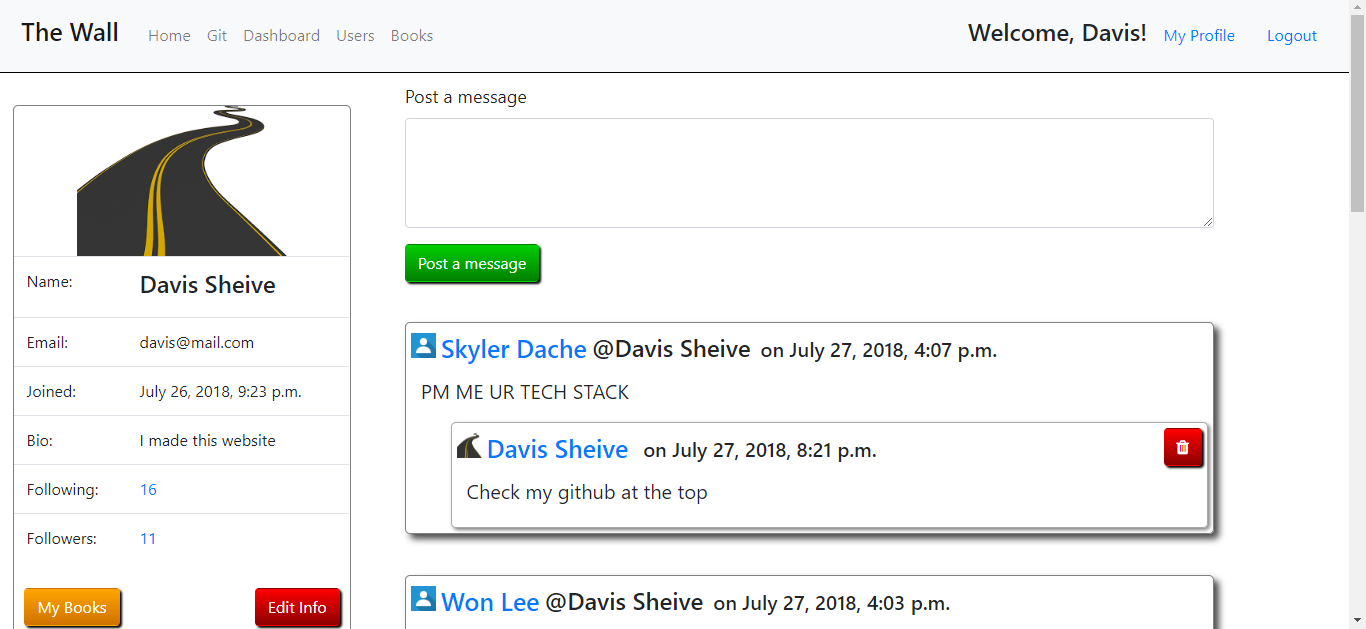 The Wall Home Git Dashboard Users Books Welcome, Davis! My Profile Logout
Name: Davis Sheive
Email: davis@mail.com
Joined: July 26, 2018, 9:23 p.m.
Bio: I made this website
Following: 16
Followers: 11
My Books Edit Info
Post a message
Post a message
Skyler Dache @Davis Sheive on July 27, 2018, 4:07 p.m.
PM ME UR TECH STACK
Davis Sheive on July 27, 2018, 8:21 p.m.
Check my github at the top
Won Lee @Davis Sheive on July 27, 2018, 4:03 p.m.